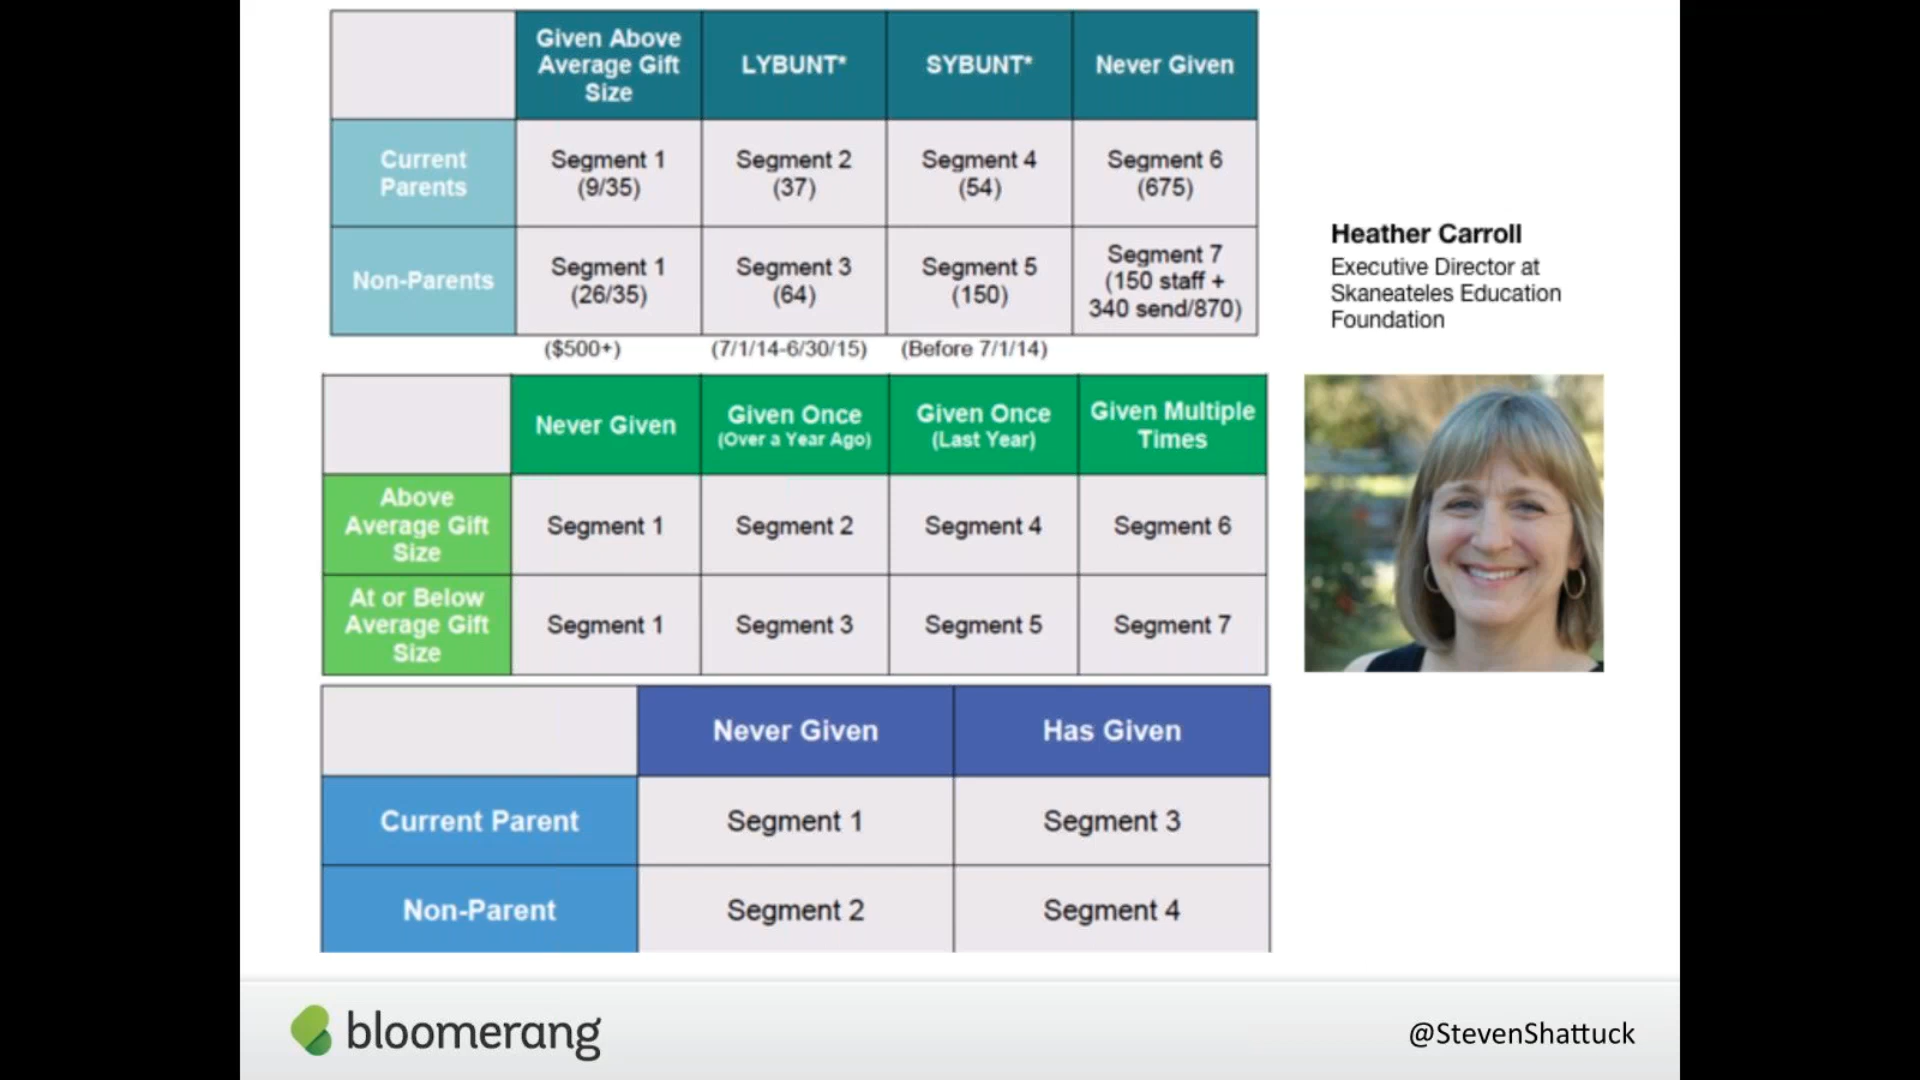 Given Above
Average Gift
Size
LYBUNT*
SYBUNT*
Never Given
Current
Parents
Segment 1
(9/35)
Segment 2
(37)
Segment 4
(54)
Segment 6
(675)
Non-Parents
Segment 1
(26/35)
Segment 3
(64)
Segment 5
(150)
Segment 7
(150 staff +
340 send/870)
($500+)
(7/1/14-6/30/15)
(Before 7/1/14)
Heather Carroll
Executive Director at
Skaneateles Education
Foundation
Never Given
Given Once
(Over a Year Ago)
Given Once
(Last Year)
Given Multiple
Times
Above
Average Gift
Size
Segment 1
Segment 2
Segment 4
Segment 6
At or Below
Average Gift
Size
Segment 1
Segment 3
Segment 5
Segment 7
Never Given
Has Given
Current Parent
Segment 1
Segment 3
Non-Parent
Segment 2
Segment 4
bloomerang
@StevenShattuck